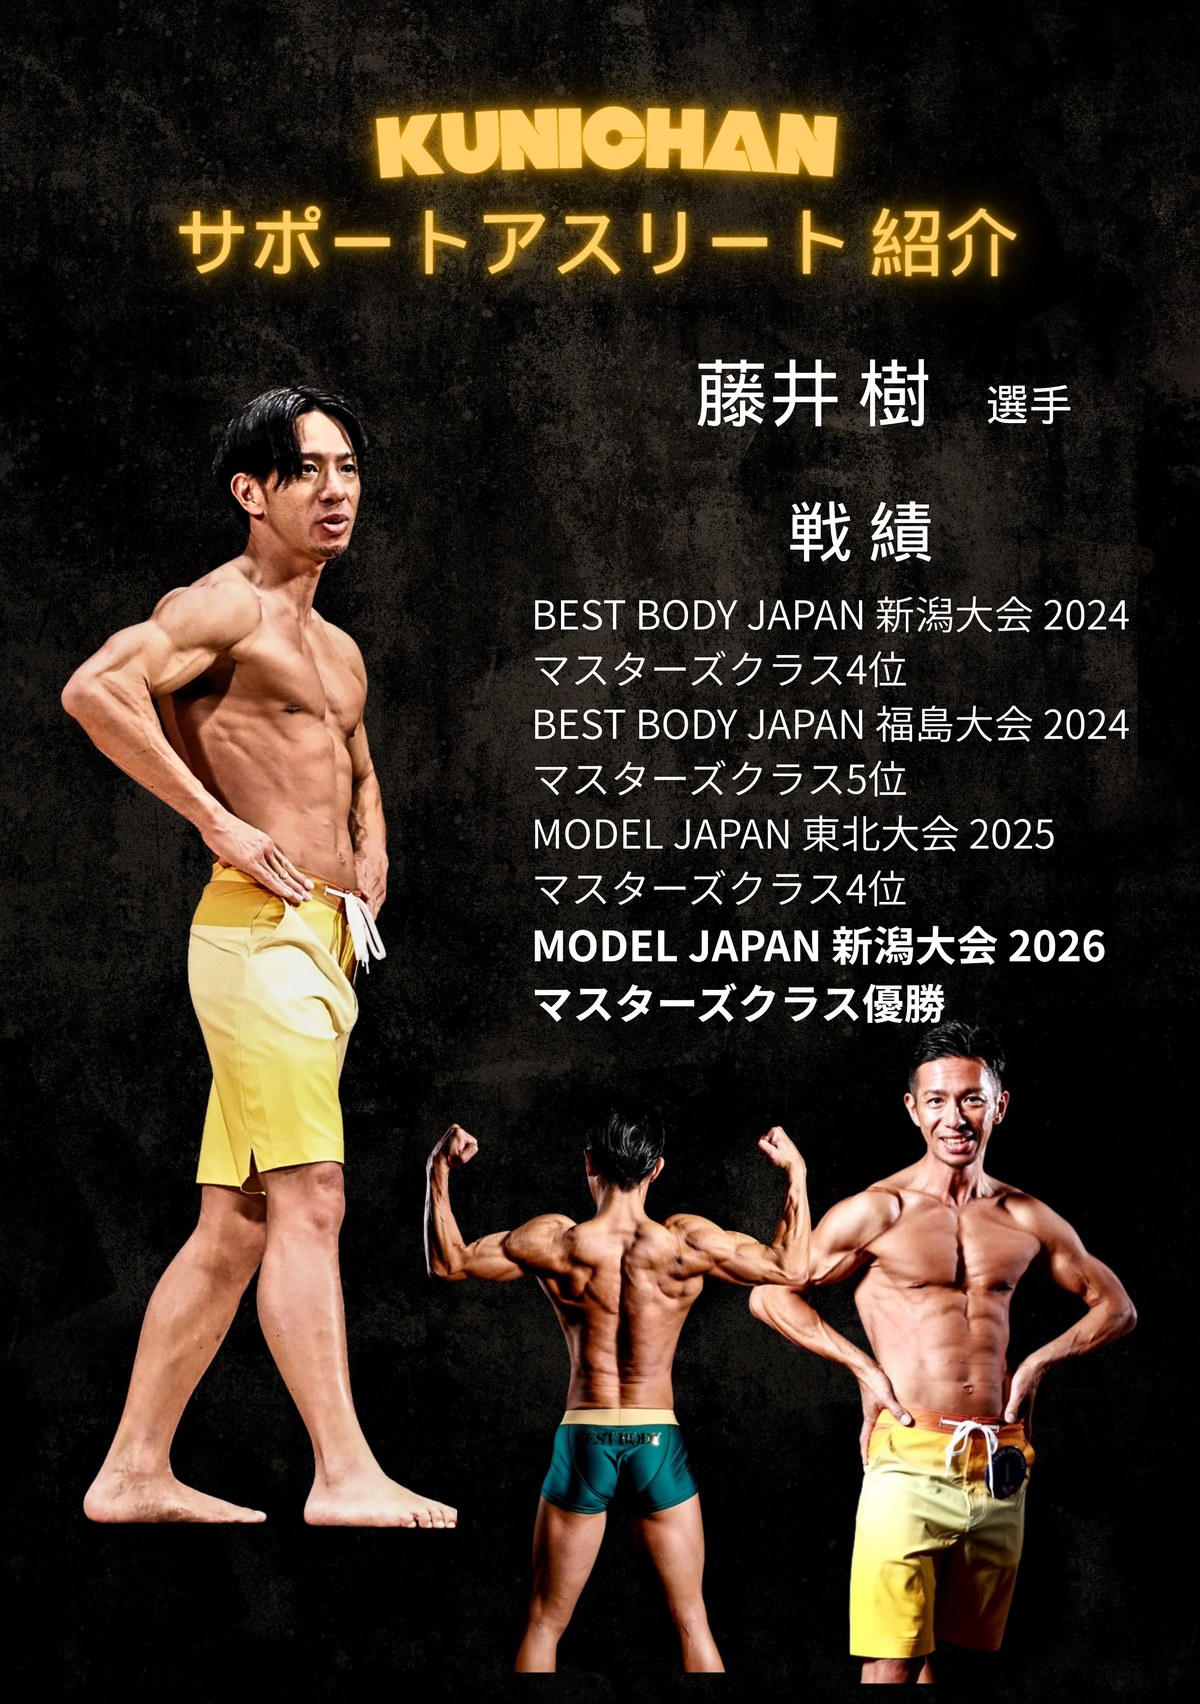 KUNICHAN
サポートアスリート 紹介
藤井 樹 選手
戦 績
BEST BODY JAPAN 新潟大会 2024
マスターズクラス4位
BEST BODY JAPAN 福島大会 2024
マスターズクラス5位
MODEL JAPAN 東北大会 2025
マスターズクラス4位
MODEL JAPAN 新潟大会 2026
マスターズクラス優勝
BEST BODY